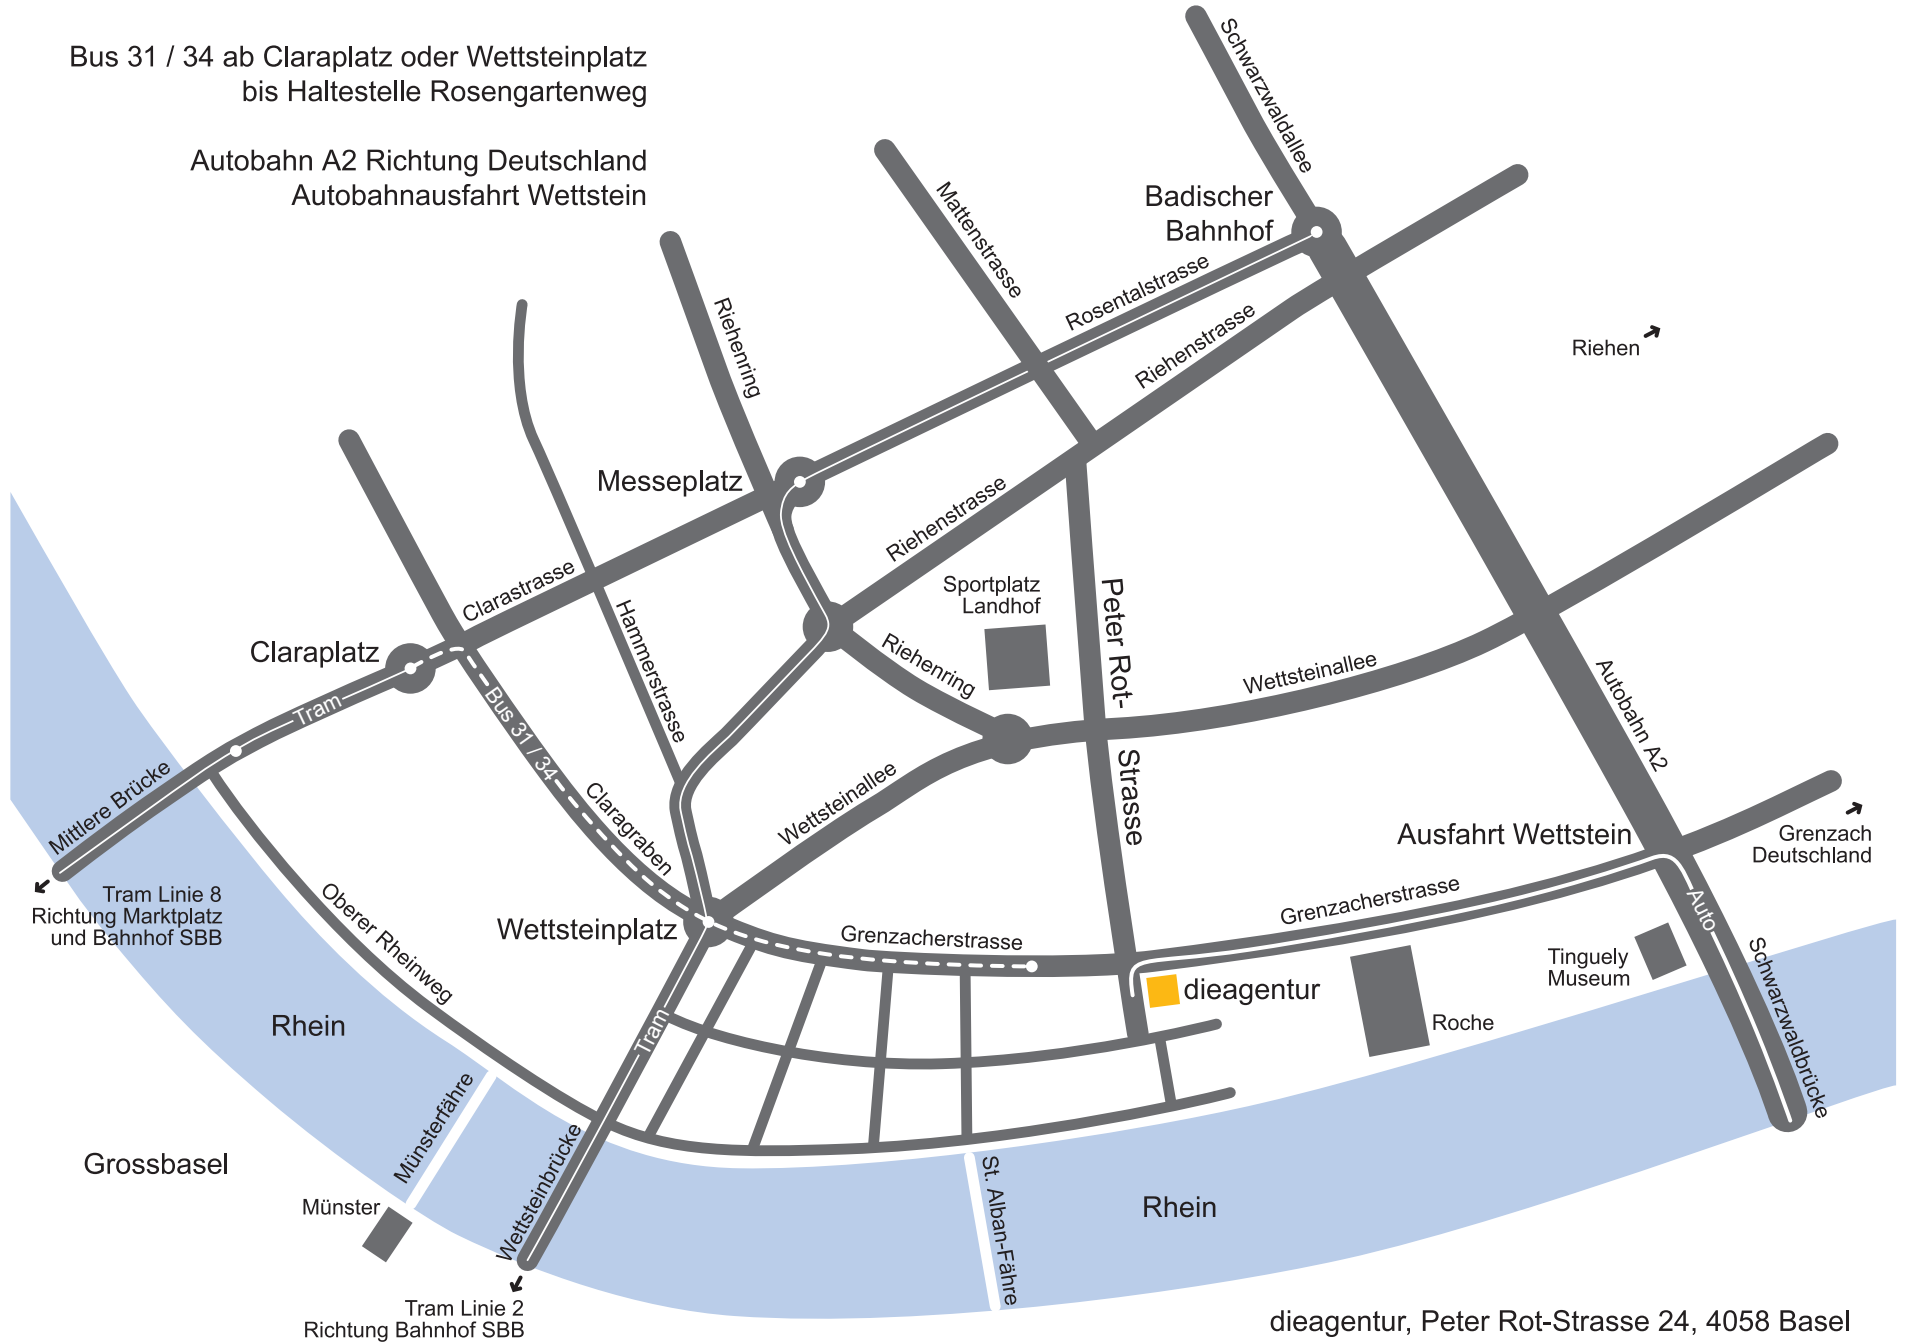 Bus 31 / 34 ab Claraplatz oder Wettsteinplatz
bis Haltestelle Rosengartenweg
Autobahn A2 Richtung Deutschland
Autobahnausfahrt Wettstein
Schwarzwaldallee
Mattenstrasse
Badischer
Bahnhof
Rosentalstrasse
Riehenring
Riehenstrasse
Riehen
Messeplatz
Riehenstrasse
Clarastrasse
Sportplatz
Landhof
Peter Rot-
Strasse
Hammerstrasse
Claraplatz
Riehenring
Wettsteinallee
Autobahn A2
Tram
Bus 31 / 34
Mittlere Brücke
Claragraben
Wettsteinallee
Ausfahrt Wettstein
Grenzach
Deutschland
Tram Linie 8
Richtung Marktplatz
und Bahnhof SBB
Oberer Rheinweg
Wettsteinplatz
Grenzacherstrasse
Grenzacherstrasse
Auto
Tinguely
Museum
Schwarzwaldbrücke
dieagentur
Roche
Rhein
Tram
Münsterfähre
Grossbasel
Münster
Wettsteinbrücke
St. Alban-Fähre
Rhein
Tram Linie 2
Richtung Bahnhof SBB
dieagentur, Peter Rot-Strasse 24, 4058 Basel